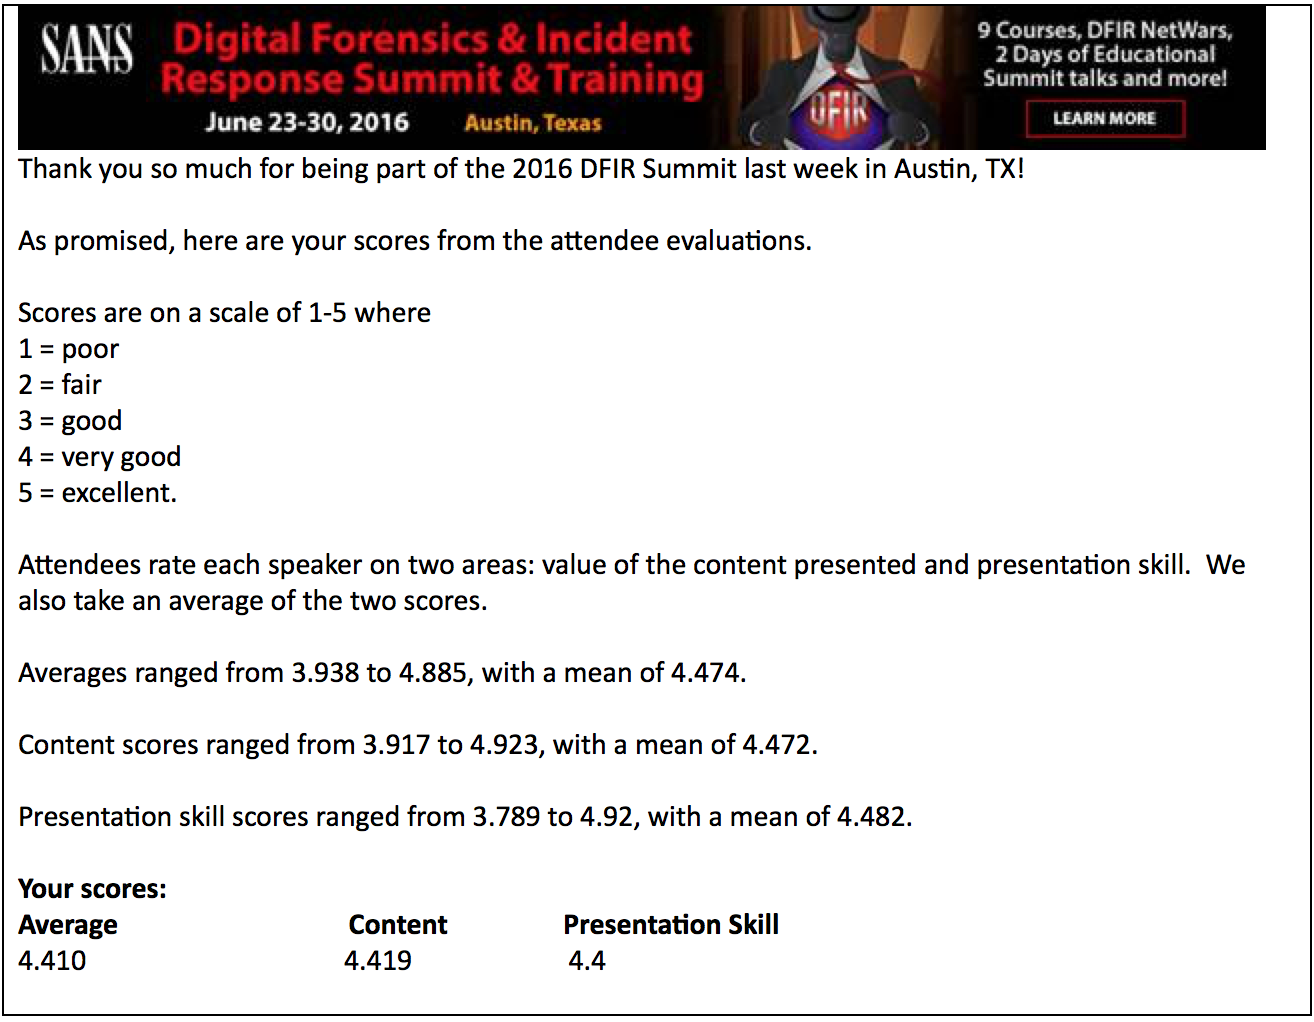 SANS
Digital Forensics & Incident
Response Summit & Training
June 23-30, 2016 Austin, Texas
DFIR
9 Courses, DFIR NetWars,
2 Days of Educational
Summit talks and more!
LEARN MORE
Thank you so much for being part of the 2016 DFIR Summit last week in Austin, TX!
As promised, here are your scores from the attendee evaluations.
Scores are on a scale of 1-5 where
1 = poor
2 = fair
3 = good
4 = very good
5 = excellent.
Attendees rate each speaker on two areas: value of the content presented and presentation skill.  We
also take an average of the two scores.
Averages ranged from 3.938 to 4.885, with a mean of 4.474.
Content scores ranged from 3.917 to 4.923, with a mean of 4.472.
Presentation skill scores ranged from 3.789 to 4.92, with a mean of 4.482.
Your scores:
Average Content Presentation Skill
4.410 4.419 4.4